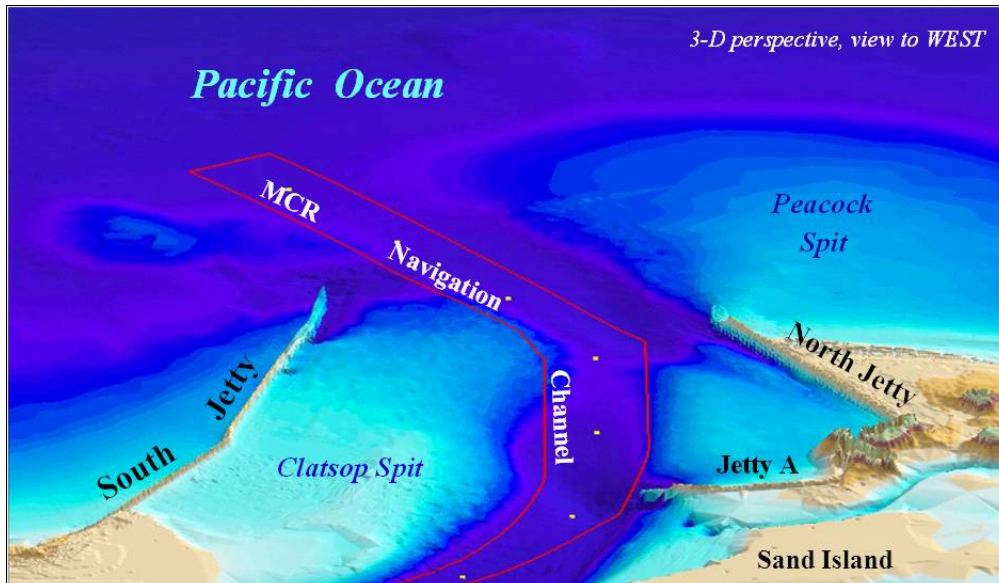 3-D perspective, view to WEST
Pacific Ocean
MCR
Navigation
Channel
Peacock
Spit
North Jetty
South Jetty
Clatsop Spit
Jetty A
Sand Island